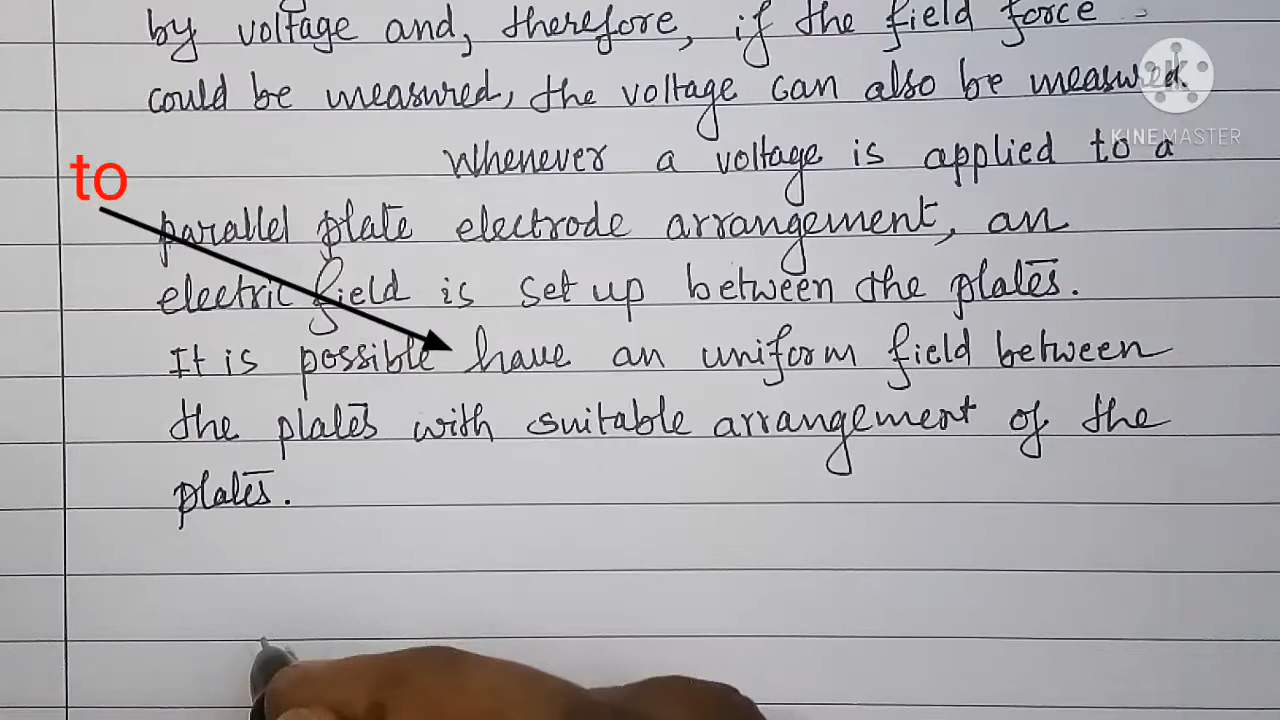 by voltage and, therefore, if the field force
could be measured, the voltage can also be measured.
KINEMASTER
Whenever a voltage is applied to a
to
parallel plate electrode arrangement, an
electric field is set up between the plates.
It is possible have an uniform field between
the plates with suitable arrangement of the
plates.